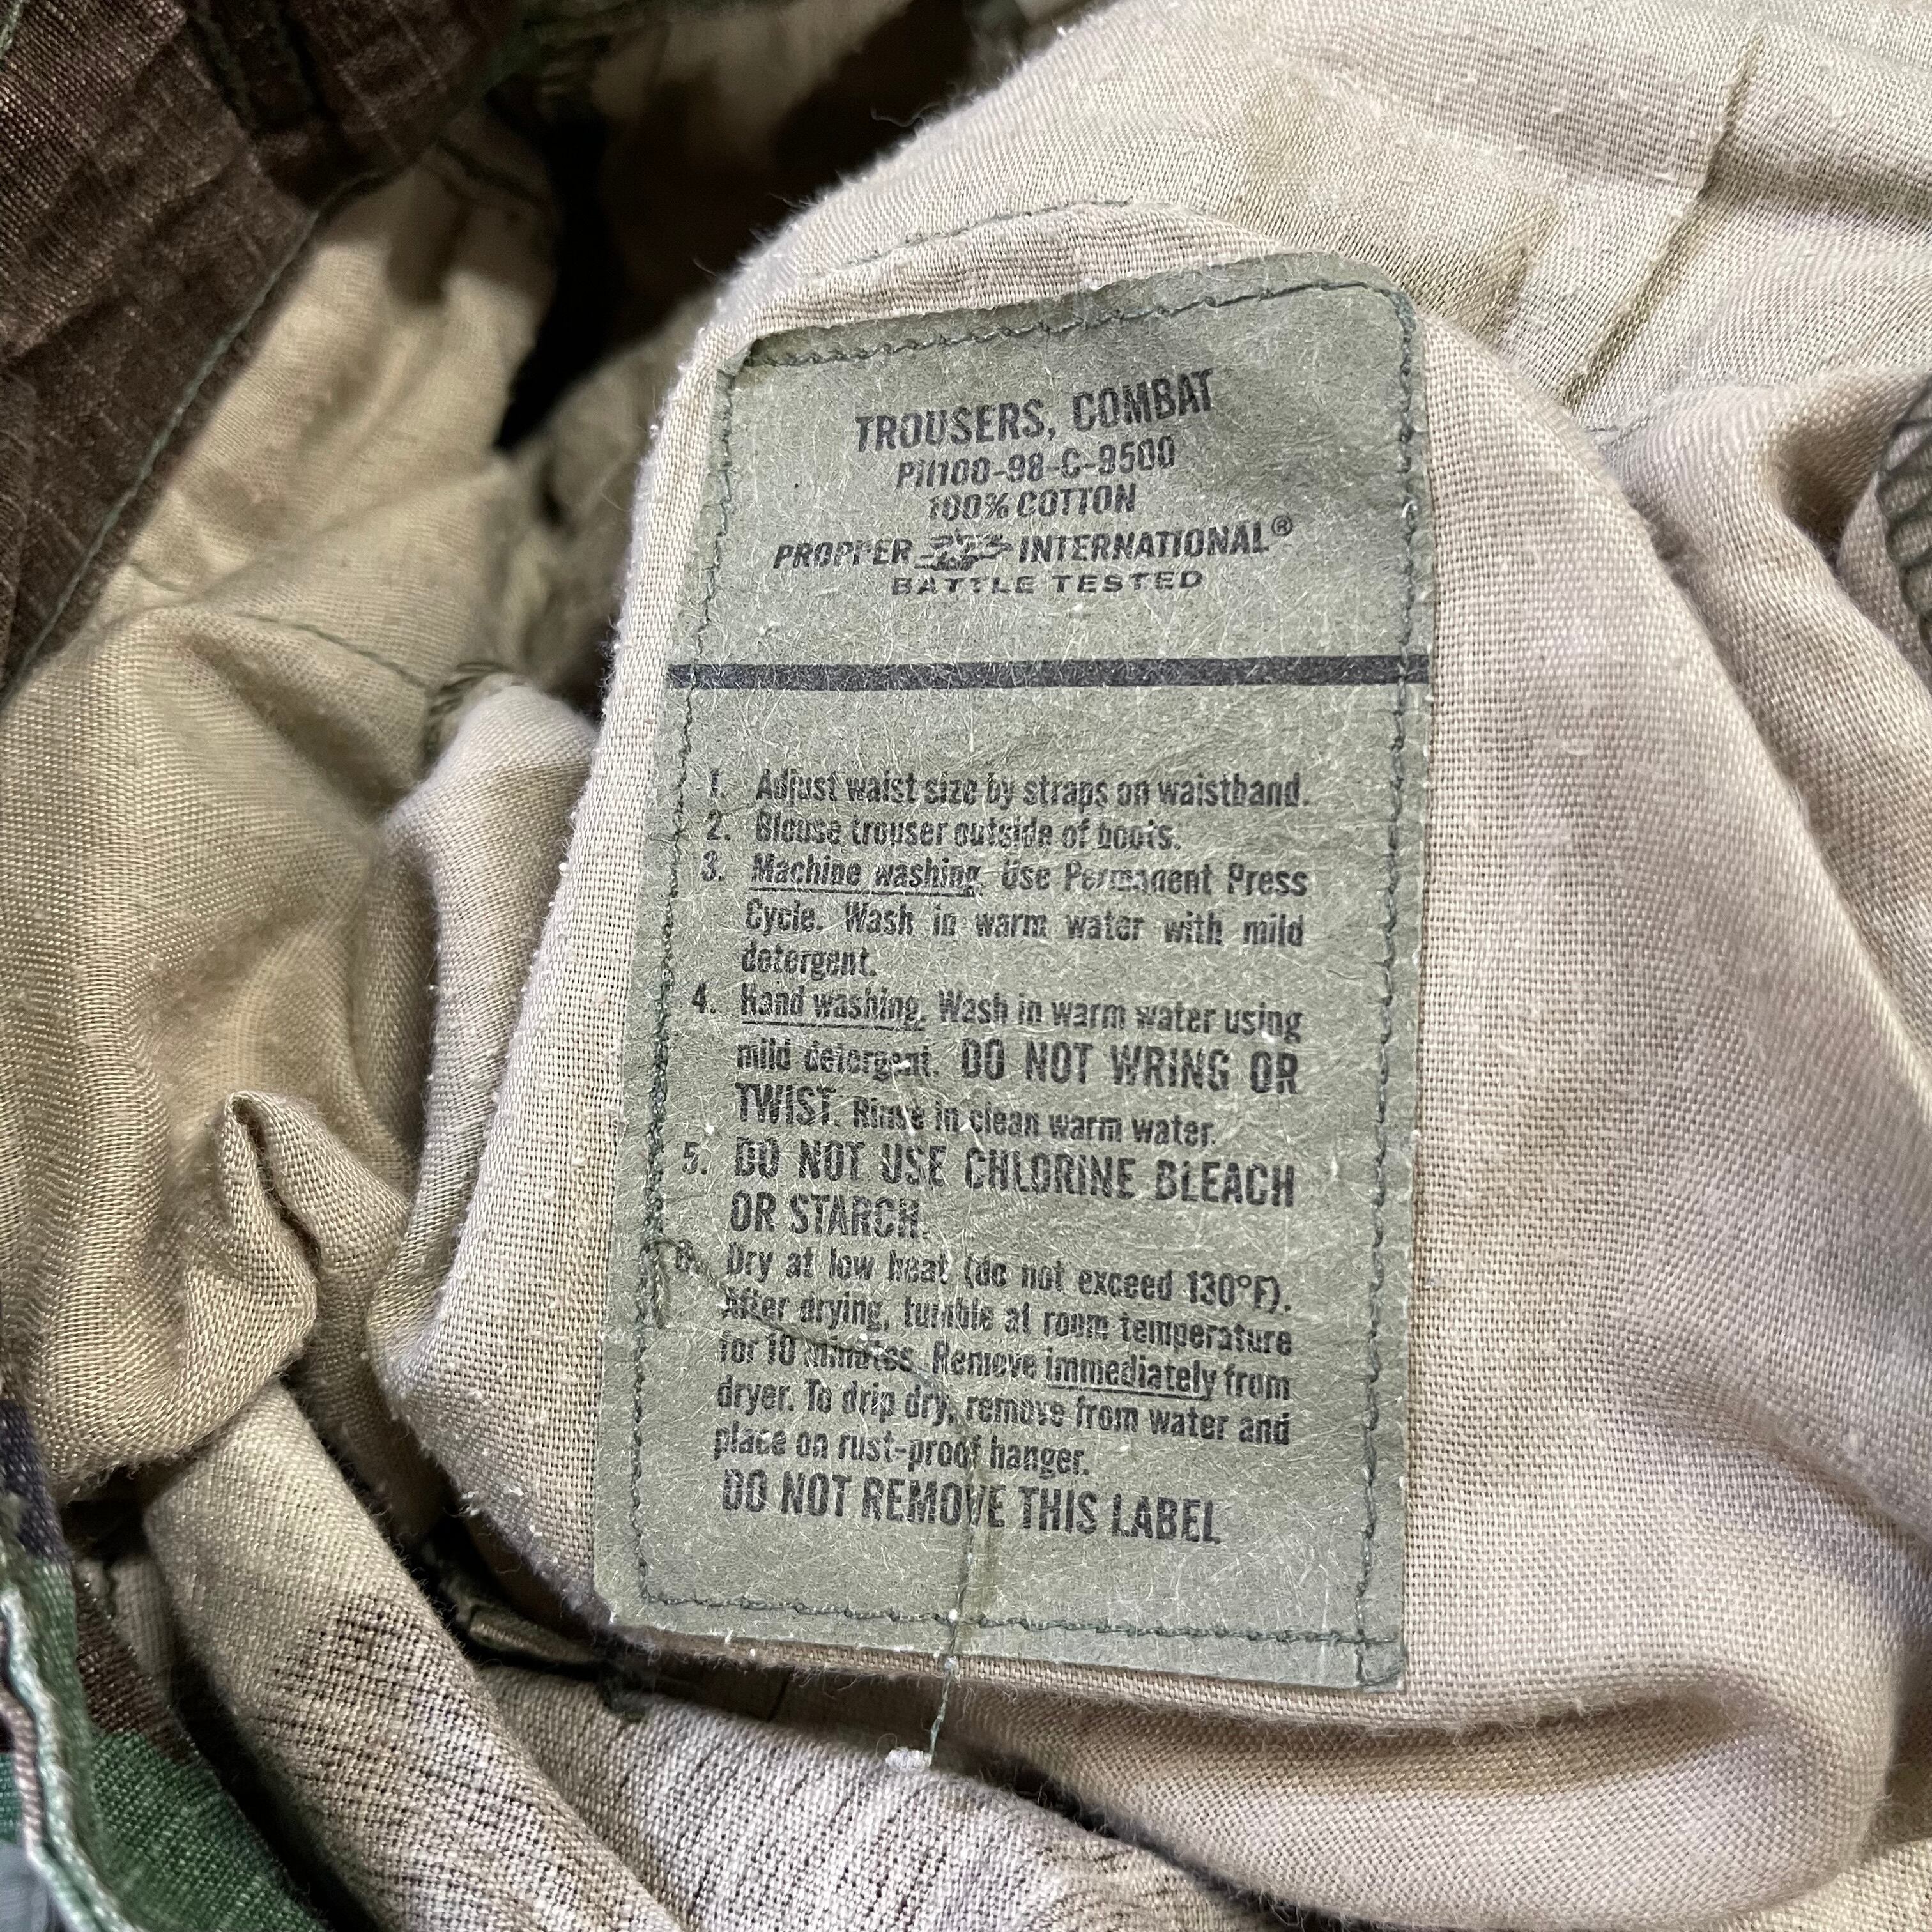 TROUSERS, COMBAT
PN100-98-C-9500
100% COTTON
PROPPER INTERNATIONAL®
BATTLE TESTED
1. Adjust waist size by straps on waistband.
2. Blouse trouser outside of boots.
3. Machine washing. Use Permanent Press
Cycle. Wash in warm water with mild
detergent.
4. Hand washing. Wash in warm water using
mild detergent. DO NOT WRING OR
TWIST. Rinse in clean warm water.
5. DO NOT USE CHLORINE BLEACH
OR STARCH.
6. Dry at low heat (do not exceed 130°F).
After drying, tumble at room temperature
for 10 minutes. Remove immediately from
dryer. To drip dry, remove from water and
place on rust-proof hanger.
DO NOT REMOVE THIS LABEL